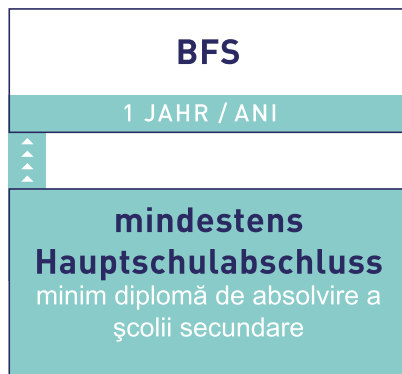 BFS
1 JAHR / ANI
mindestens
Hauptschulabschluss
minim diplomă de absolvire a
şcolii secundare